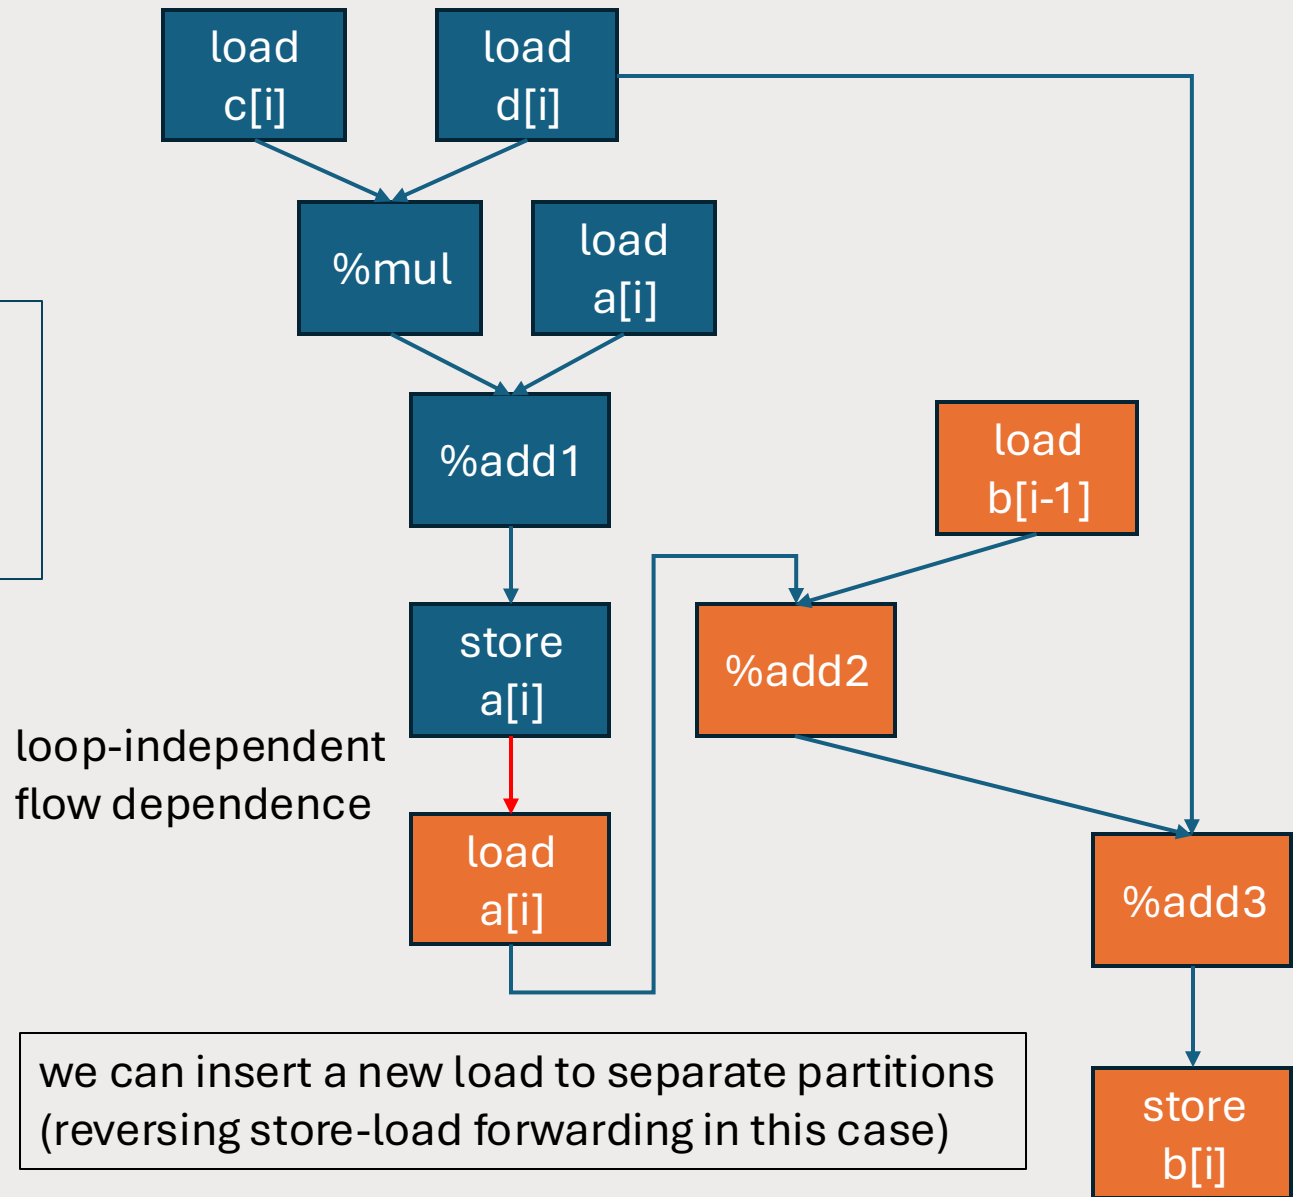 load
c[i]
load
d[i]
%mul
load
a[i]
%add1
load
b[i-1]
store
a[i]
%add2
loop-independent
flow dependence
load
a[i]
%add3
we can insert a new load to separate partitions
(reversing store-load forwarding in this case)
store
b[i]